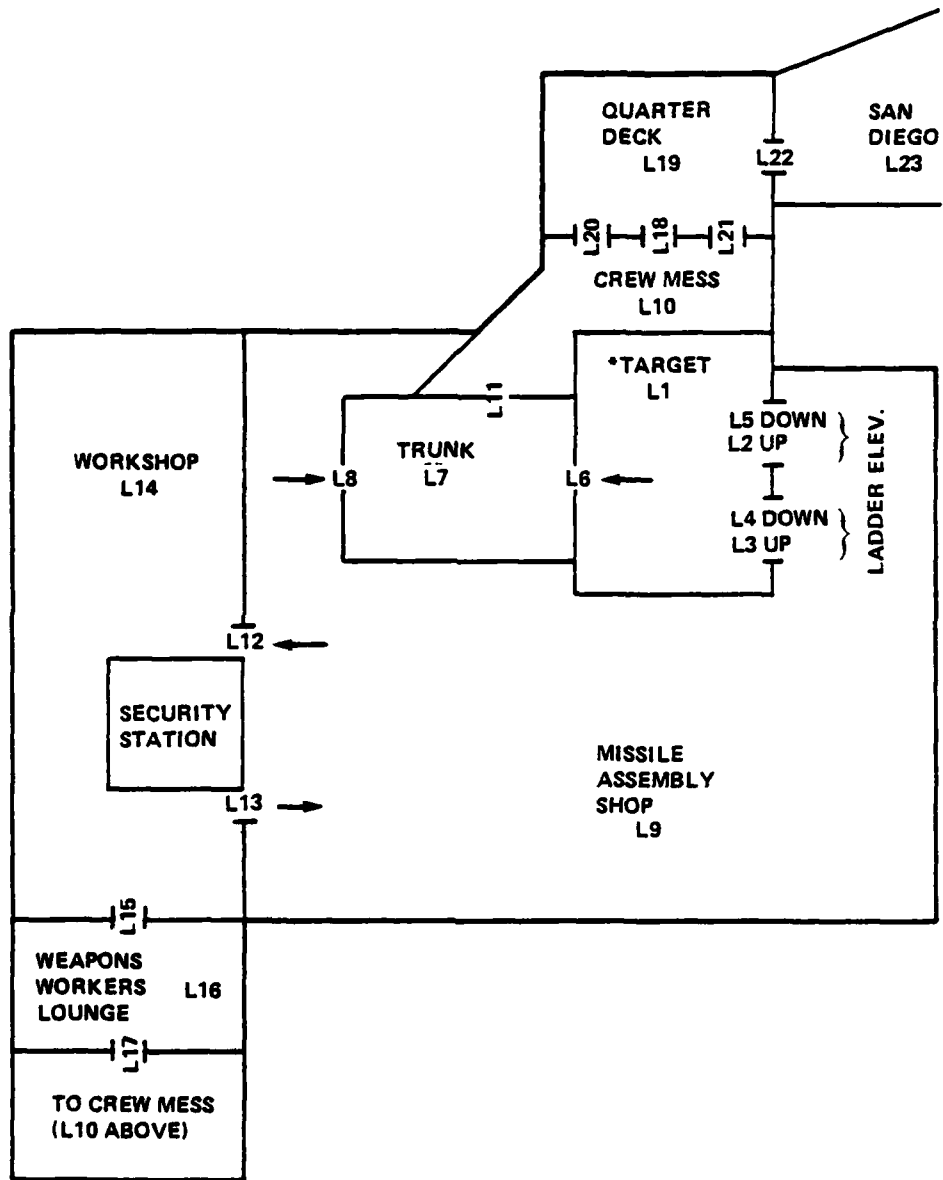 QUARTER
DECK
L19
SAN
DIEGO
L23
L22
L20
L18
L21
CREW MESS
L10
*TARGET
L1
L11
L5 DOWN
L2 UP
LADDER ELEV.
WORKSHOP
L14
L8
TRUNK
L7
L6
L4 DOWN
L3 UP
L12
SECURITY
STATION
L13
MISSILE
ASSEMBLY
SHOP
L9
L15
WEAPONS
WORKERS
LOUNGE
L16
L17
TO CREW MESS
(L10 ABOVE)